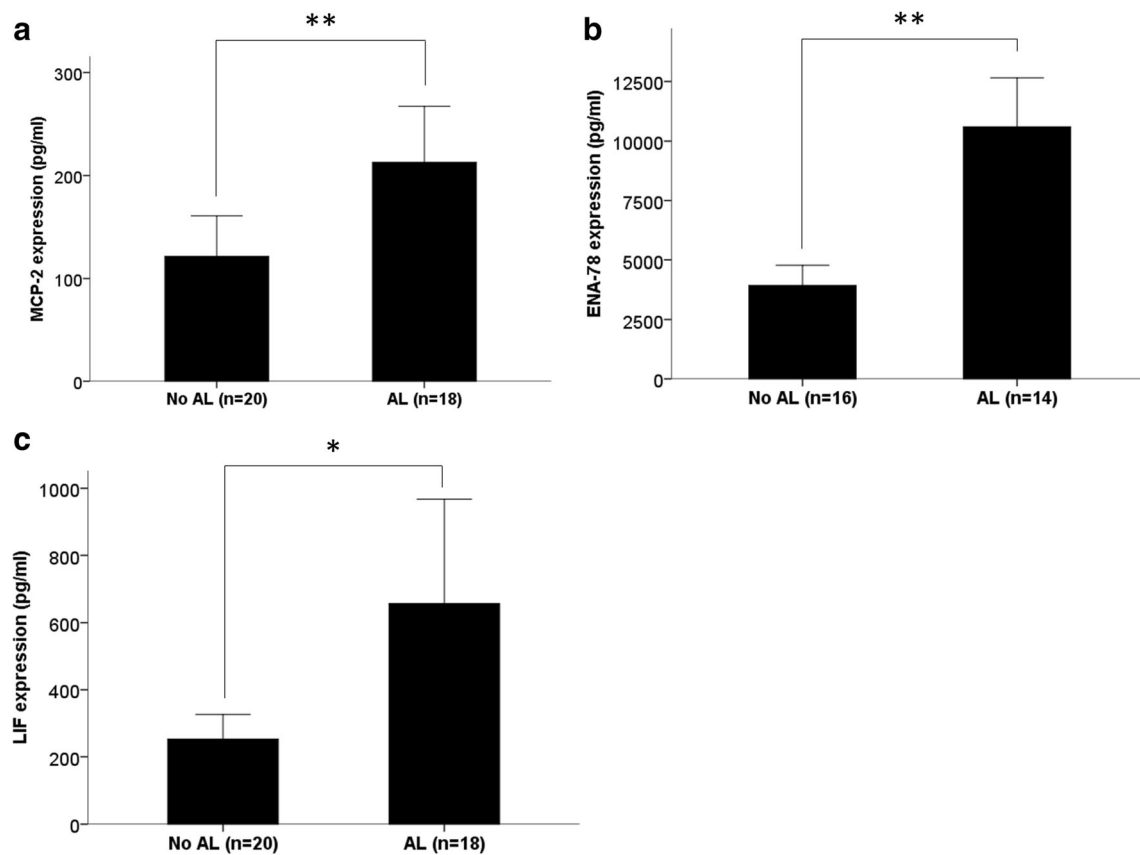 a
**
MCP-2 expression (pg/ml)
300
200
100
0
No AL (n=20)
AL (n=18)
b
**
ENA-78 expression (pg/ml)
12500
10000
7500
5000
2500
0
No AL (n=16)
AL (n=14)
c
*
LIF expression (pg/ml)
1000
800
600
400
200
0
No AL (n=20)
AL (n=18)